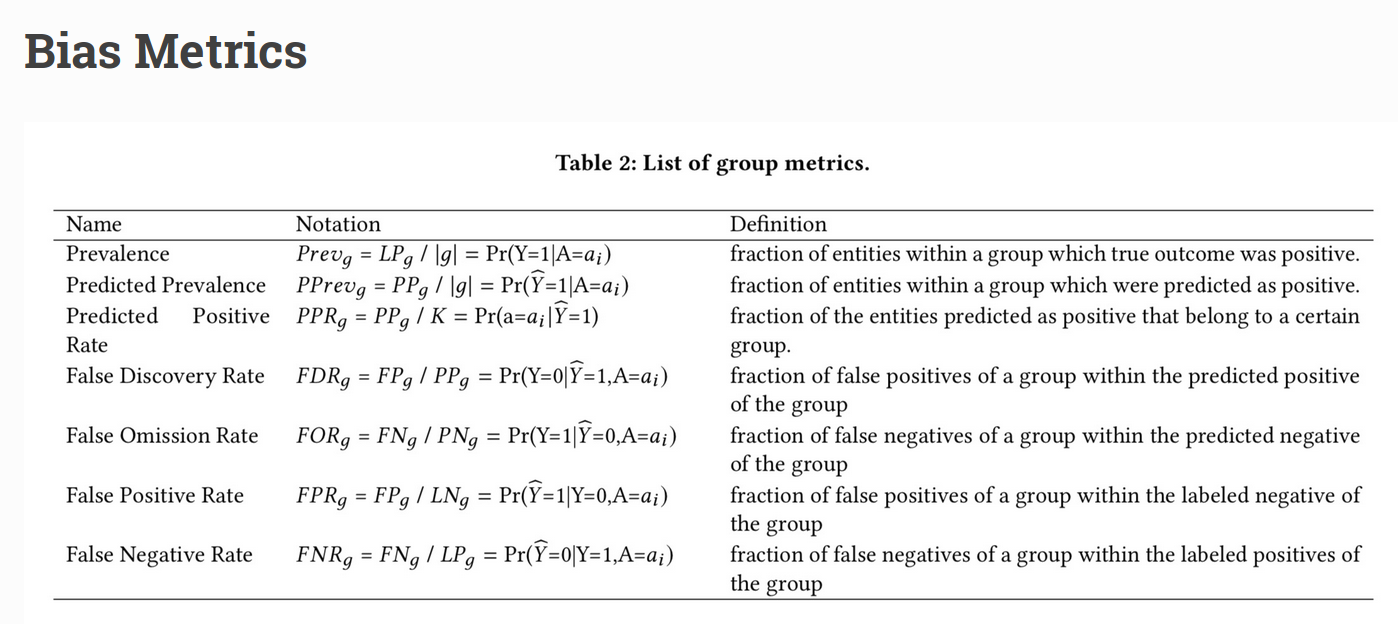 Bias Metrics
Table 2: List of group metrics.
Name Notation Definition
Prevalence Prev_g = LP_g / |g| = Pr(Y=1|A=a_i) fraction of entities within a group which true outcome was positive.
Predicted Prevalence PPrev_g = PP_g / |g| = Pr(Ŷ=1|A=a_i) fraction of entities within a group which were predicted as positive.
Predicted Positive PPR_g = PP_g / K = Pr(a=a_i|Ŷ=1) fraction of the entities predicted as positive that belong to a certain
Rate group.
False Discovery Rate FDR_g = FP_g / PP_g = Pr(Y=0|Ŷ=1,A=a_i) fraction of false positives of a group within the predicted positive
of the group
False Omission Rate FOR_g = FN_g / PN_g = Pr(Y=1|Ŷ=0,A=a_i) fraction of false negatives of a group within the predicted negative
of the group
False Positive Rate FPR_g = FP_g / LN_g = Pr(Ŷ=1|Y=0,A=a_i) fraction of false positives of a group within the labeled negative of
the group
False Negative Rate FNR_g = FN_g / LP_g = Pr(Ŷ=0|Y=1,A=a_i) fraction of false negatives of a group within the labeled positives of
the group